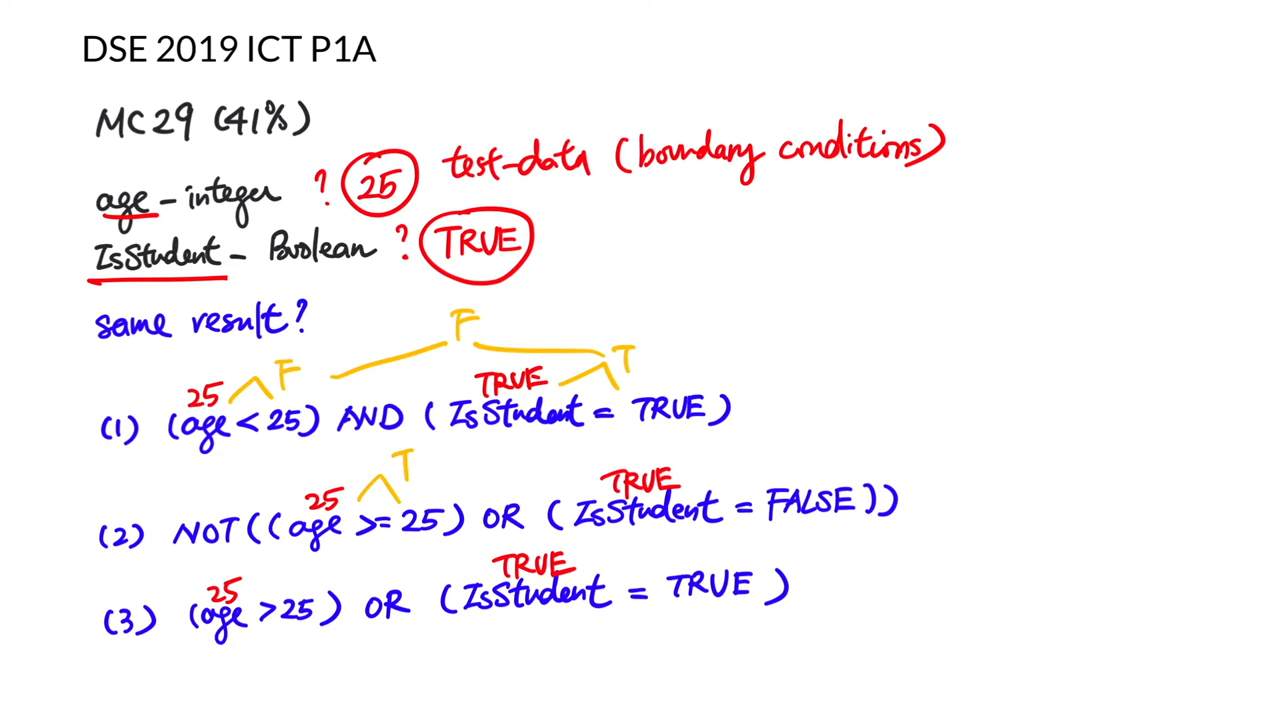 DSE 2019 ICT P1A
MC 29 (41%)
age - integer ? 25 test-data (boundary conditions)
IsStudent - Boolean ? TRUE
same result?
F
F T
25 TRUE
(1) (age < 25) AND (IsStudent = TRUE)
T
25 TRUE
(2) NOT((age >= 25) OR (IsStudent = FALSE))
25 TRUE
(3) (age > 25) OR (IsStudent = TRUE)